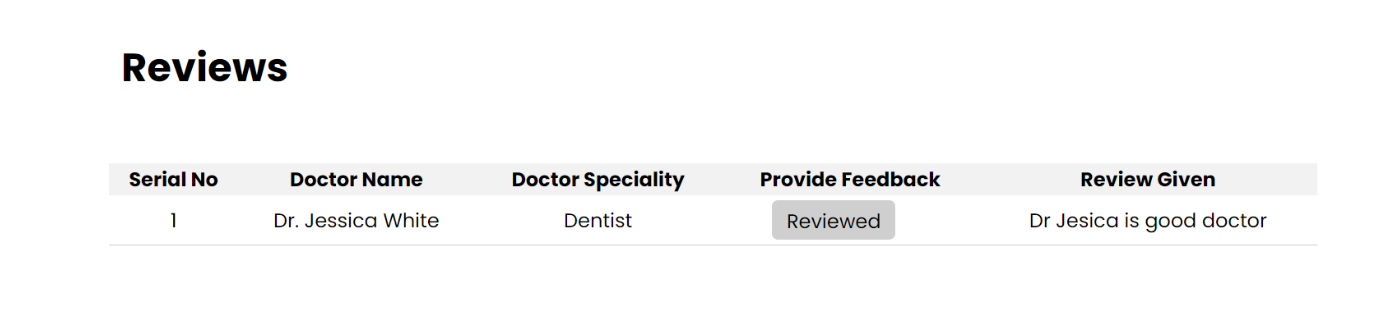 Reviews
Serial No Doctor Name Doctor Speciality Provide Feedback Review Given
1 Dr. Jessica White Dentist Reviewed Dr Jesica is good doctor